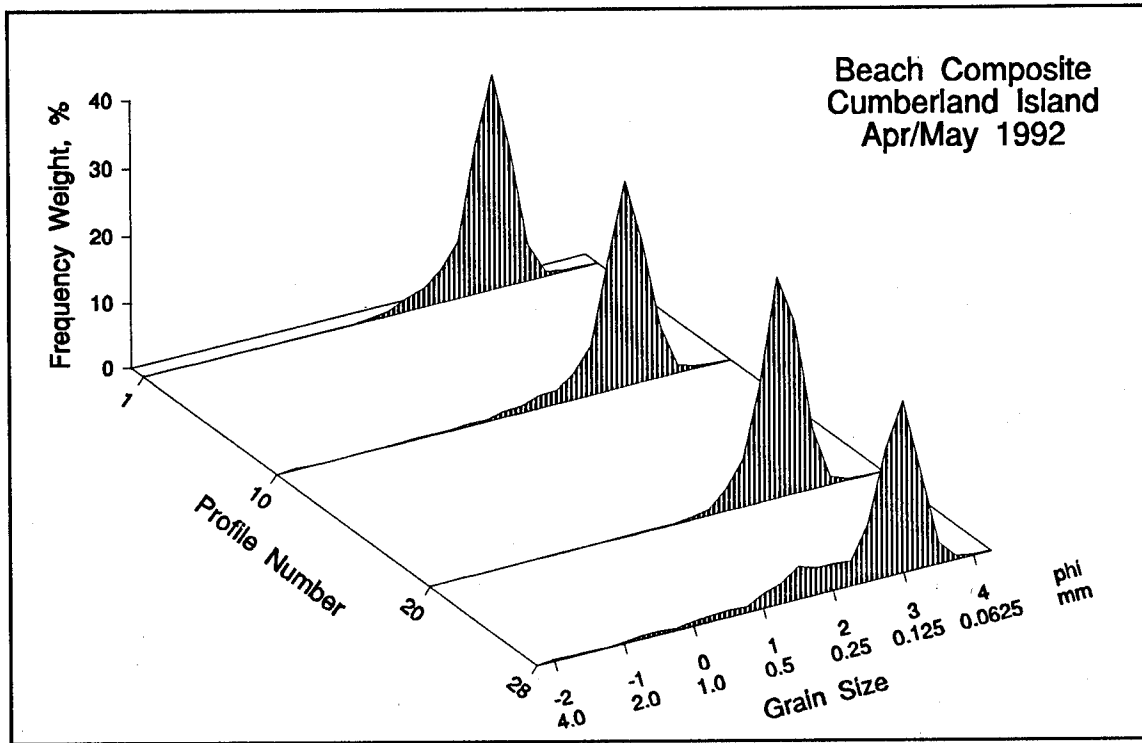 Beach Composite
Cumberland Island
Apr/May 1992
Frequency Weight, %
40
30
20
10
0
1
10
20
28
Profile Number
-2 -1 0 1 2 3 4 phi
4.0 2.0 1.0 0.5 0.25 0.125 0.0625 mm
Grain Size